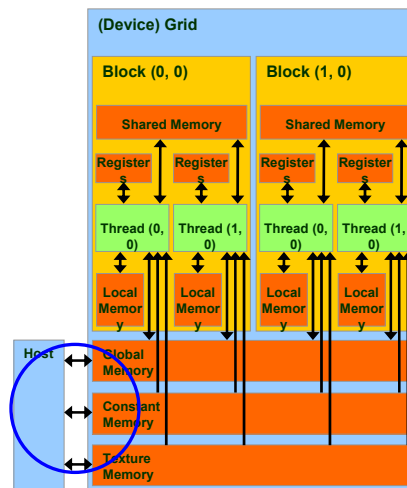 (Device) Grid
Block (0, 0)
Block (1, 0)
Shared Memory
Shared Memory
Register
s
Register
s
Register
s
Register
s
Thread (0,
0)
Thread (1,
0)
Thread (0,
0)
Thread (1,
0)
Local
Memor
y
Local
Memor
y
Local
Memor
y
Local
Memor
y
Host
Global
Memory
Constant
Memory
Texture
Memory